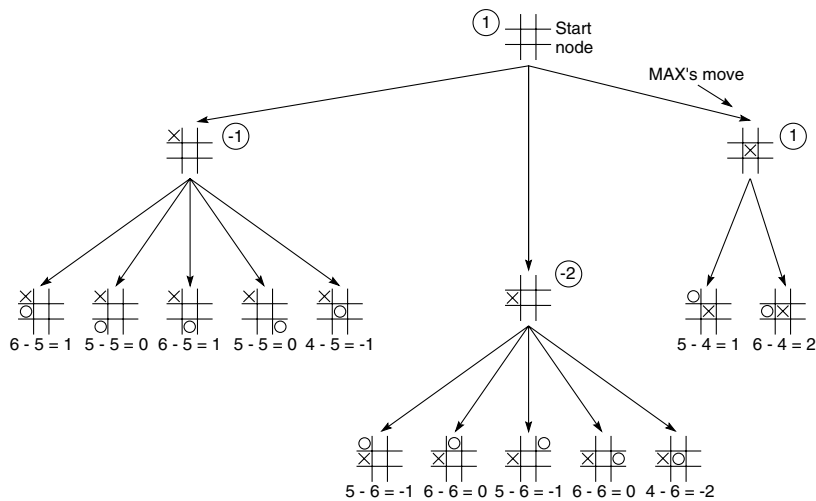 1
Start
node
MAX's move
-1
1
-2
6 - 5 = 1
5 - 5 = 0
6 - 5 = 1
5 - 5 = 0
4 - 5 = -1
5 - 4 = 1
6 - 4 = 2
5 - 6 = -1
6 - 6 = 0
5 - 6 = -1
6 - 6 = 0
4 - 6 = -2